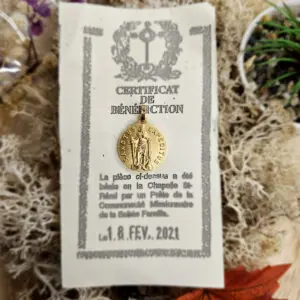 CERTIFICAT
DE
BÉNÉDICTION
La pièce ci-dessus a été
bénie en la Chapelle St-
Rémi par un Prêtre de la
Communauté Missionnaire
de la Sainte Famille.
Le 18 FEV. 2021